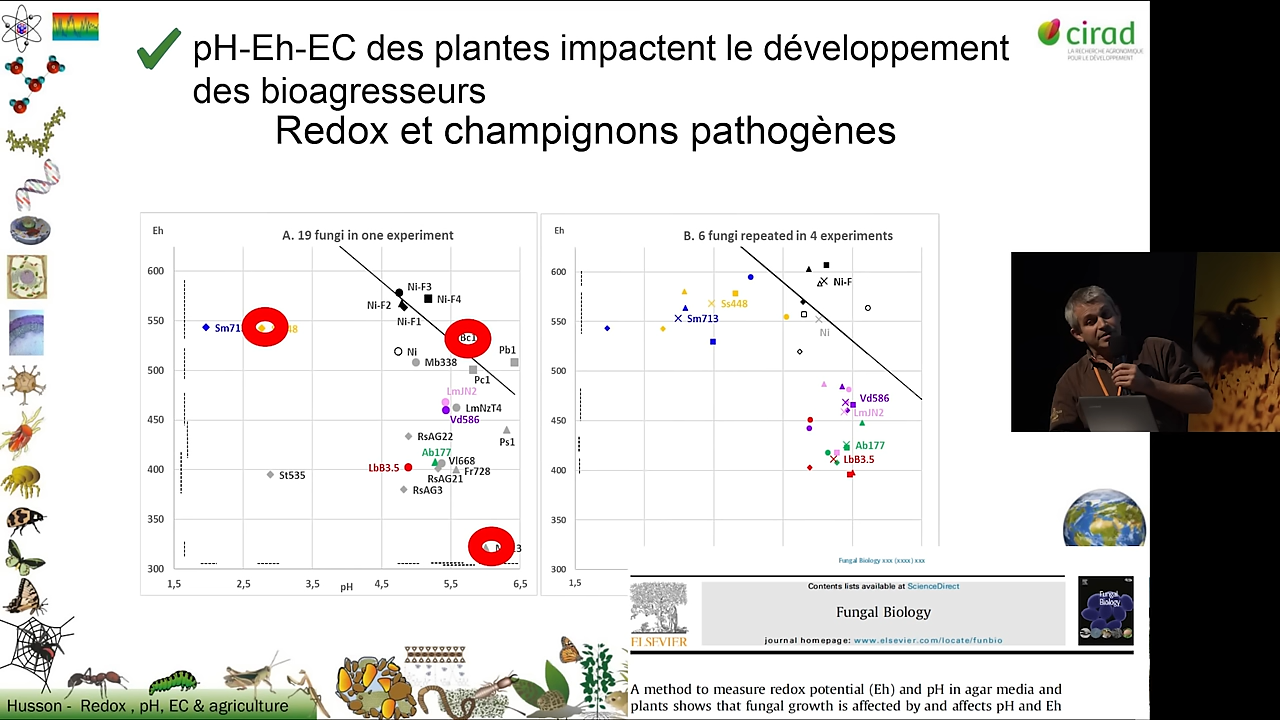 pH-Eh-EC des plantes impactent le développement
des bioagresseurs
Redox et champignons pathogènes
cirad
LA RECHERCHE AGRONOMIQUE
POUR LE DÉVELOPPEMENT
Eh
A. 19 fungi in one experiment
600
550
500
450
400
350
300
1,5
2,5
3,5
4,5
5,5
6,5
pH
Ni-F3
Ni-F4
Ni-F2
Ni-F1
Sm71
48
Bc1
Ni
Mb338
Pb1
Pc1
LmJN2
LmNzT4
Vd586
RsAG22
Ps1
Ab177
Vl668
LbB3.5
Fr728
RsAG21
St535
RsAG3
Eh
B. 6 fungi repeated in 4 experiments
600
550
500
450
400
350
300
1,5
Ni-F
Ss448
Sm713
Ni
Vd586
LmJN2
Ab177
LbB3.5
Fungal Biology xxx (xxxx) xxx
Contents lists available at ScienceDirect
Fungal Biology
journal homepage: www.elsevier.com/locate/funbio
ELSEVIER
Fungal
Biology
A method to measure redox potential (Eh) and pH in agar media and
plants shows that fungal growth is affected by and affects pH and Eh
Husson - Redox , pH, EC & agriculture